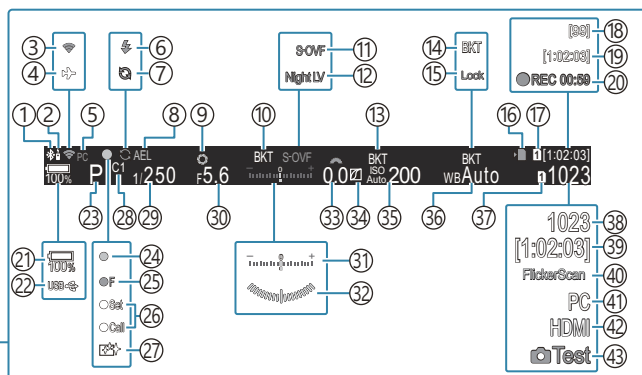 ③ ⑥ S-OVF ⑪ ⑭ BKT [99] ⑱
④ ⑦ Night LV ⑫ ⑮ Lock [1:02:03] ⑲
●REC 00:59 ⑳
① ② ⑤ ⑧ ⑨ ⑩ ⑬ ⑯ ⑰
PC AEL BKT S-OVF BKT BKT 1[1:02:03]
100% P C1 1/250 F5.6 - + 0.0 ISO Auto 200 WBAuto 1 1023
㉓ ㉘ ㉙ ㉚ ㉝ ㉞ ㉟ ㊱ ㊲
㉑ 100%
㉒ USB
㉔
●F ㉕
○Set
○Call ㉖
㉗
- + ㉛
㉜
1023 ㊳
[1:02:03] ㊴
FlickerScan ㊵
PC ㊶
HDMI ㊷
Test ㊸